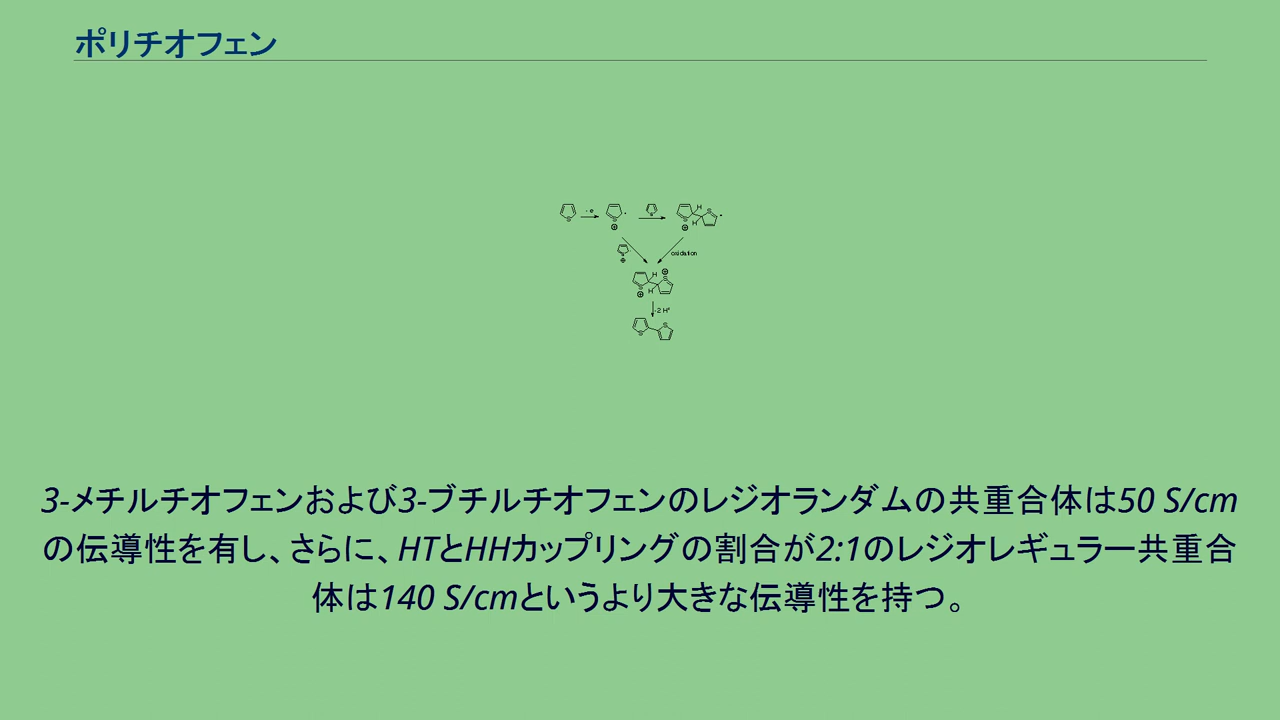 ポリチオフェン
- e
H
H
oxidation
H
H
-2 H⁺
3-メチルチオフェンおよび3-ブチルチオフェンのレジオランダムの共重合体は50 S/cm
の伝導性を有し、さらに、HTとHHカップリングの割合が2:1のレジオレギュラー共重合
体は140 S/cmというより大きな伝導性を持つ。